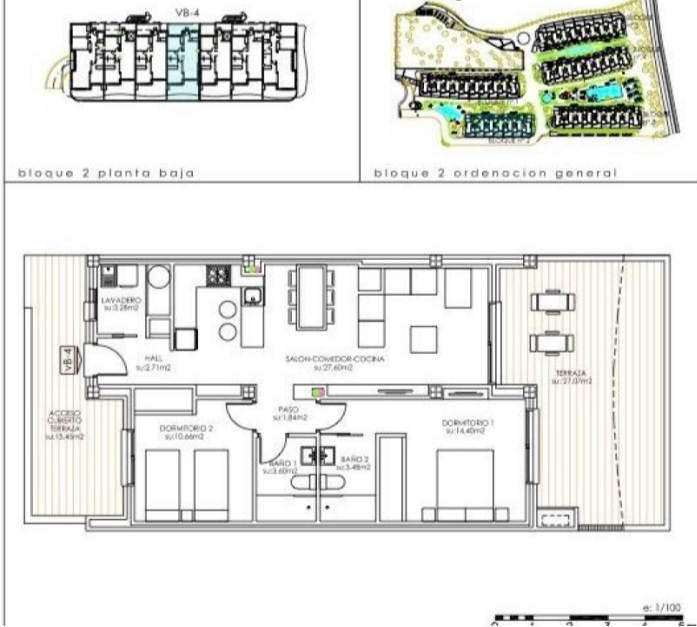 VB-4
bloque 2 planta baja
bloque 2 ordenacion general
LAVADERO
su:3.28m2
HALL
su:2.71m2
SALON-COMEDOR-COCINA
su:27.60m2
VB-4
TERRAZA
su: 27.07m2
ACCESO
CUBIERTO
TERRAZA
su:13.45m2
DORMITORIO 2
su:10.66m2
PASO
su:1.84m2
DORMITORIO 1
su:14.40m2
BAÑO 1
su:3.60m2
BAÑO 2
su:3.48m2
e: 1/100